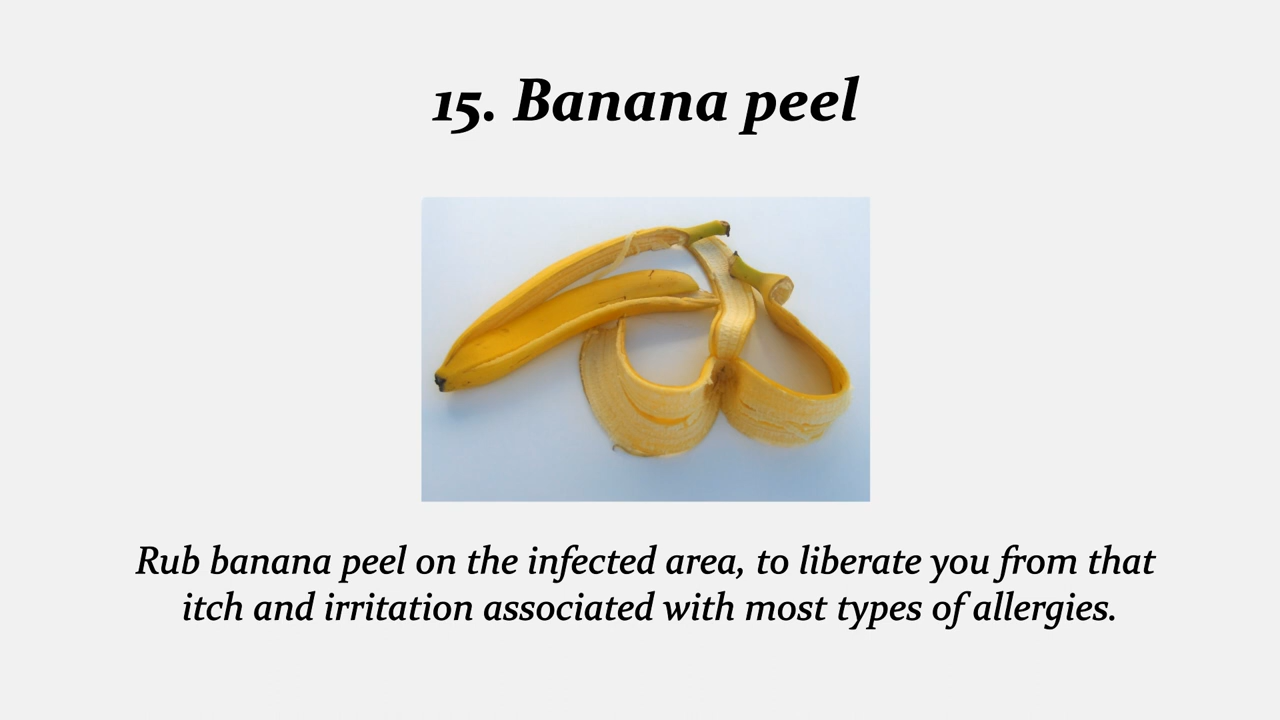 15. Banana peel
Rub banana peel on the infected area, to liberate you from that
itch and irritation associated with most types of allergies.